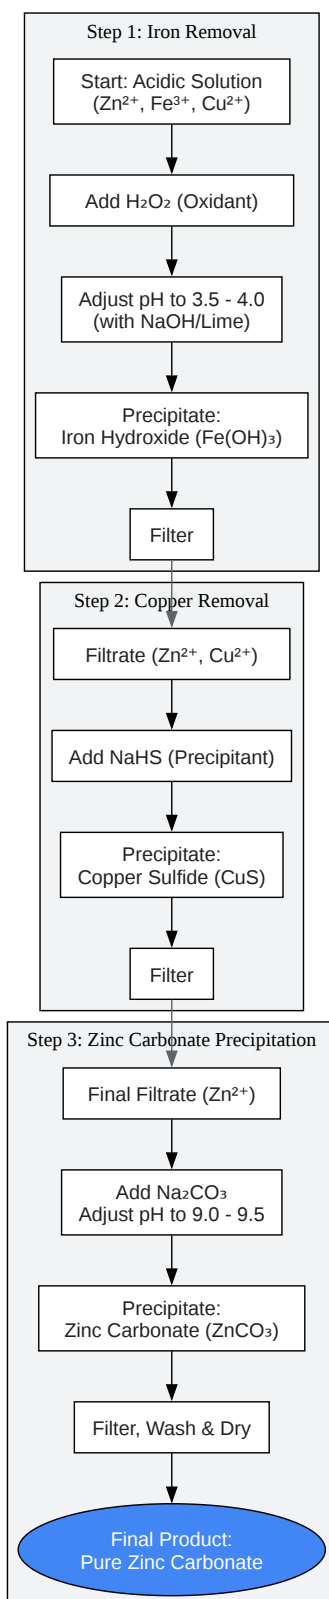 Step 1: Iron Removal
Start: Acidic Solution
(Zn²⁺, Fe³⁺, Cu²⁺)
Add H₂O₂ (Oxidant)
Adjust pH to 3.5 - 4.0
(with NaOH/Lime)
Precipitate:
Iron Hydroxide (Fe(OH)₃)
Filter
Step 2: Copper Removal
Filtrate (Zn²⁺, Cu²⁺)
Add NaHS (Precipitant)
Precipitate:
Copper Sulfide (CuS)
Filter
Step 3: Zinc Carbonate Precipitation
Final Filtrate (Zn²⁺)
Add Na₂CO₃
Adjust pH to 9.0 - 9.5
Precipitate:
Zinc Carbonate (ZnCO₃)
Filter, Wash & Dry
Final Product:
Pure Zinc Carbonate